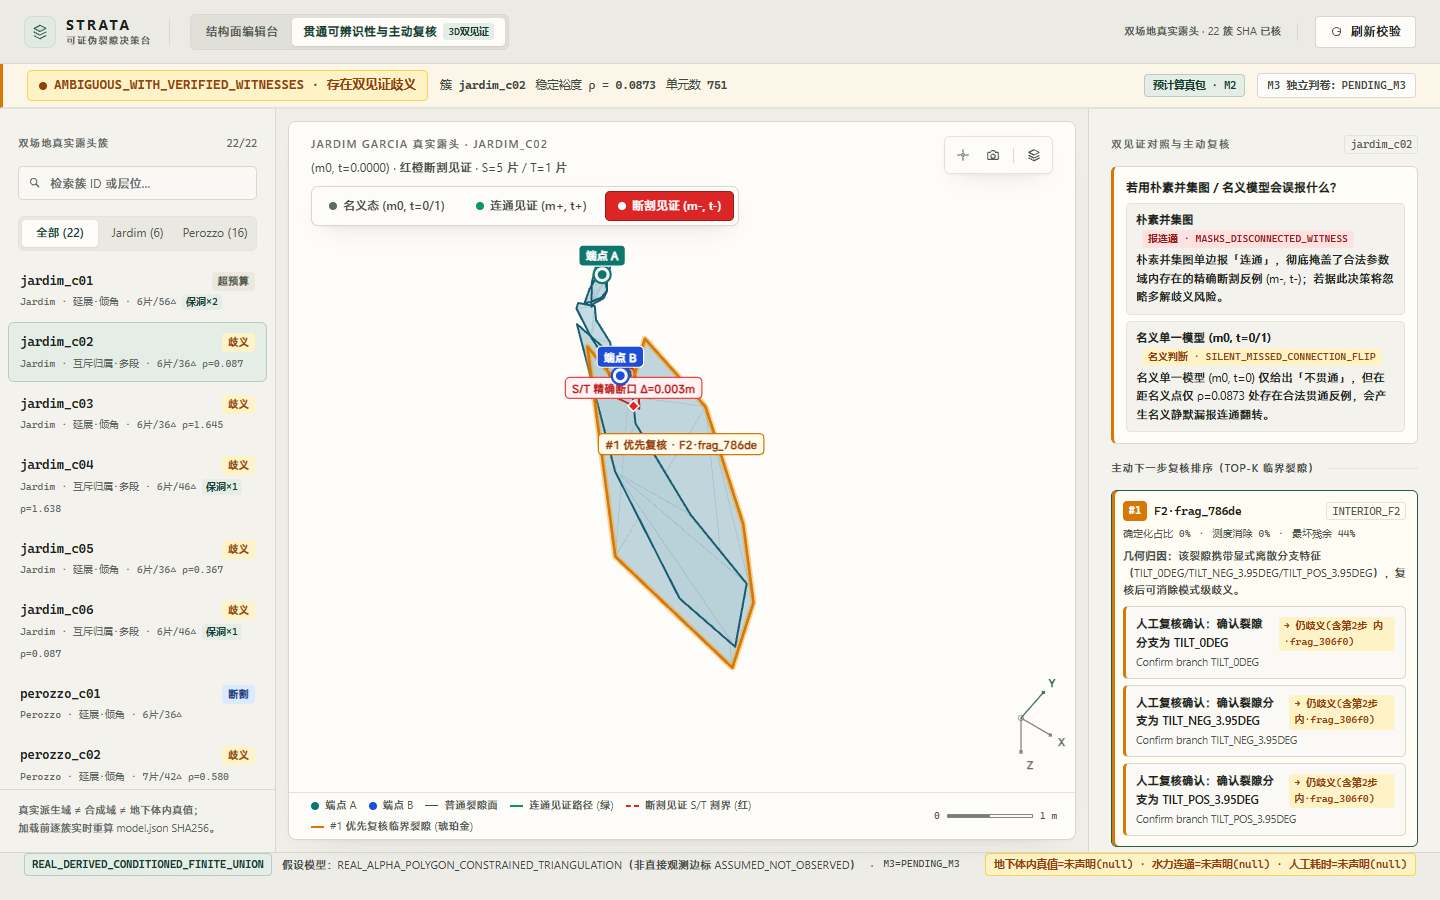 STRATA
可证伪裂隙决策台
结构面编辑台
贯通可辨识性与主动复核 3D双见证
双场地真实露头 · 22 簇 SHA 已核
刷新校验
AMBIGUOUS_WITH_VERIFIED_WITNESSES · 存在双见证歧义
簇 jardim_c02 稳定裕度 ρ = 0.0873 单元数 751
预计算真包 · M2
M3 独立判卷: PENDING_M3
双场地真实露头簇 22/22
检索簇 ID 或层位...
全部 (22) Jardim (6) Perozzo (16)
jardim_c01 超预算
Jardim · 延展·倾角 · 6片/56△ 保洞×2
jardim_c02 歧义
Jardim · 互斥归属·多段 · 6片/36△ ρ=0.087
jardim_c03 歧义
Jardim · 延展·倾角 · 6片/36△ ρ=1.645
jardim_c04 歧义
Jardim · 互斥归属·多段 · 6片/46△ 保洞×1
ρ=1.638
jardim_c05 歧义
Jardim · 延展·倾角 · 6片/36△ ρ=0.367
jardim_c06 歧义
Jardim · 互斥归属·多段 · 6片/46△ 保洞×1
ρ=0.087
perozzo_c01 断割
Perozzo · 延展·倾角 · 6片/36△
perozzo_c02 歧义
Perozzo · 延展·倾角 · 7片/42△ ρ=0.580
真实派生域 ≠ 合成域 ≠ 地下体内真值；
加载前逐簇实时重算 model.json SHA256。
JARDIM GARCIA 真实露头 · JARDIM_C02
(m0, t=0.0000) · 红橙断割见证 · S=5 片 / T=1 片
名义态 (m0, t=0/1)
连通见证 (m+, t+)
断割见证 (m-, t-)
端点 A
端点 B
S/T 精确断口 Δ=0.003m
#1 优先复核 · F2·frag_786de
Y
X
Z
端点 A 端点 B 普通裂隙面 连通见证路径 (绿) 断割见证 S/T 割界 (红)
#1 优先复核临界裂隙 (琥珀金)
0 1 m
双见证对照与主动复核 jardim_c02
若用朴素并集图 / 名义模型会误报什么？
朴素并集图
报连通 · MASKS_DISCONNECTED_WITNESS
朴素并集图单边报「连通」，彻底掩盖了合法参数
域内存在的精确断割反例 (m-, t-)；若据此决策将忽
略多解歧义风险。
名义单一模型 (m0, t=0/1)
名义判断 · SILENT_MISSED_CONNECTION_FLIP
名义单一模型 (m0, t=0) 仅给出「不贯通」，但在
距名义点仅 ρ=0.0873 处存在合法贯通反例，会产
生名义静默漏报连通翻转。
主动下一步复核排序 (TOP-K 临界裂隙)
#1 F2·frag_786de INTERIOR_F2
确定化占比 0% · 测度消除 0% · 最坏残余 44%
几何归因：该裂隙携带显式离散分支特征
（TILT_0DEG/TILT_NEG_3.95DEG/TILT_POS_3.95DEG），复
核后可消除模式级歧义。
人工复核确认：确认裂隙
分支为 TILT_0DEG
→ 仍歧义(含第2步 内
·frag_306f0)
Confirm branch TILT_0DEG
人工复核确认：确认裂隙分
支为 TILT_NEG_3.95DEG
→ 仍歧义(含第2步
内·frag_306f0)
Confirm branch TILT_NEG_3.95DEG
人工复核确认：确认裂隙分
支为 TILT_POS_3.95DEG
→ 仍歧义(含第2步
内·frag_306f0)
Confirm branch TILT_POS_3.95DEG
REAL_DERIVED_CONDITIONED_FINITE_UNION
假设模型：REAL_ALPHA_POLYGON_CONSTRAINED_TRIANGULATION (非直接观测边标 ASSUMED_NOT_OBSERVED) · M3=PENDING_M3
地下体内真值=未声明(null) · 水力连通=未声明(null) · 人工耗时=未声明(null)